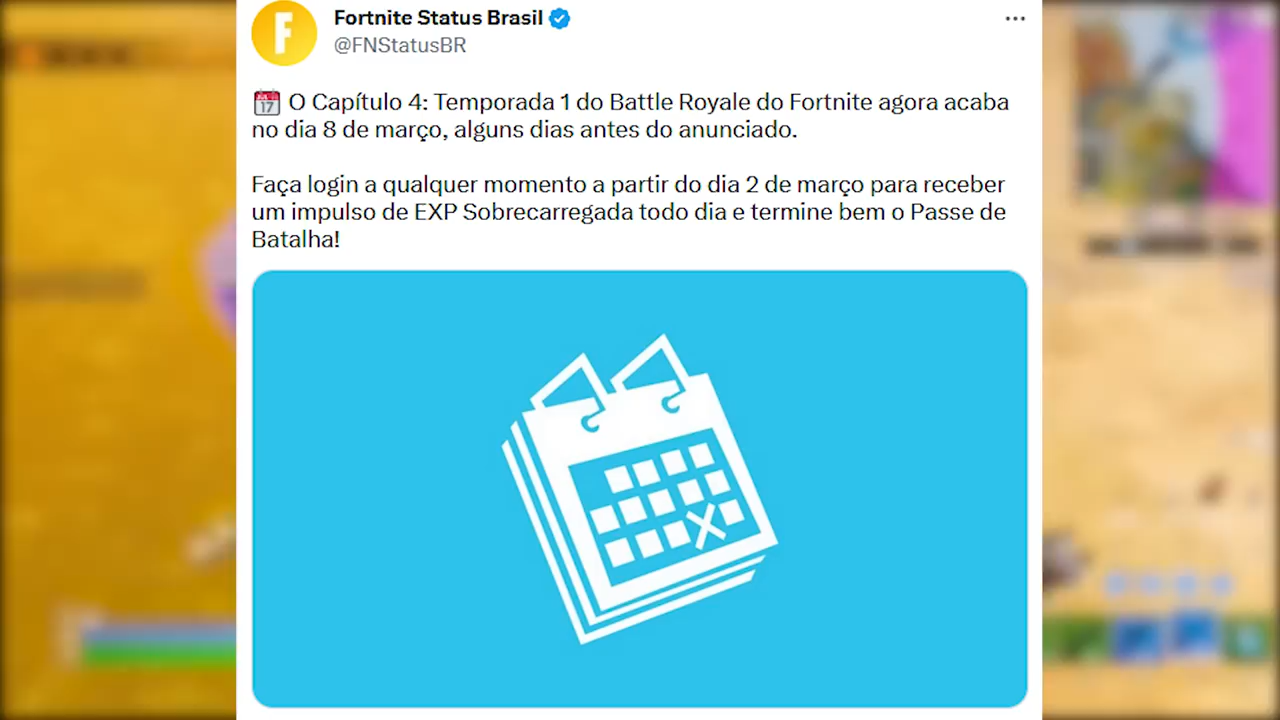 Fortnite Status Brasil
@FNStatusBR
📅 O Capítulo 4: Temporada 1 do Battle Royale do Fortnite agora acaba
no dia 8 de março, alguns dias antes do anunciado.
Faça login a qualquer momento a partir do dia 2 de março para receber
um impulso de EXP Sobrecarregada todo dia e termine bem o Passe de
Batalha!